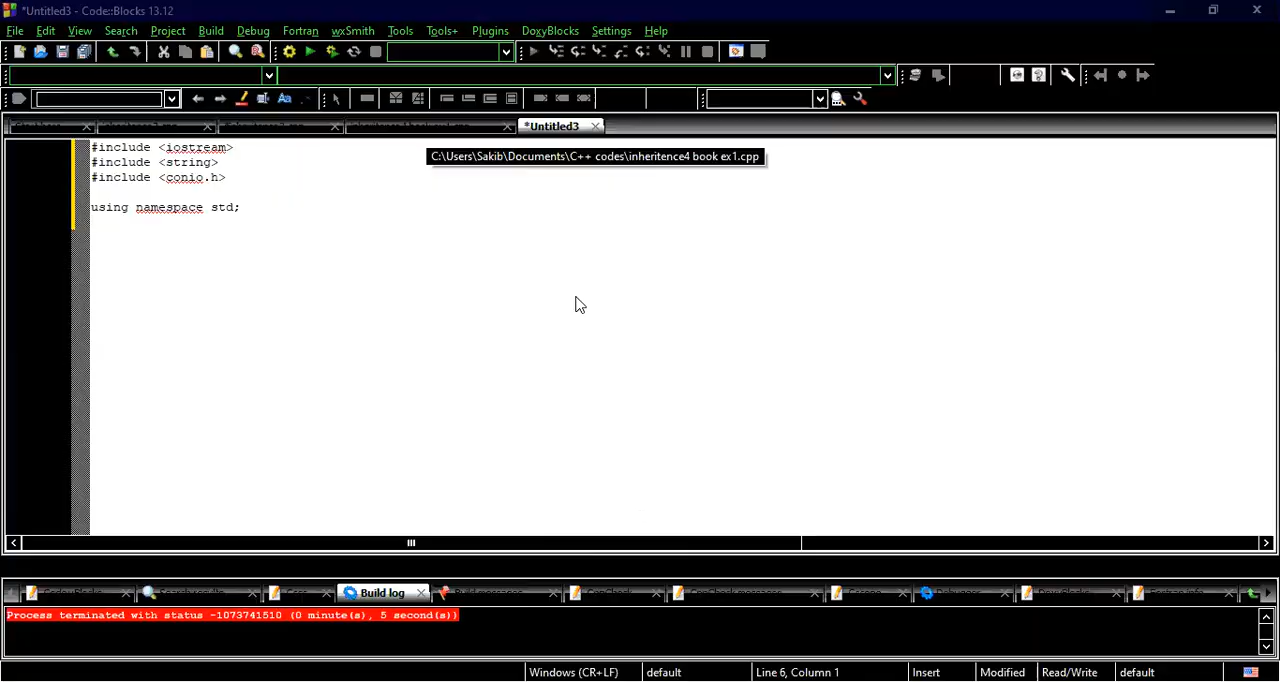 *Untitled3 - Code::Blocks 13.12
File Edit View Search Project Build Debug Fortran wxSmith Tools Tools+ Plugins DoxyBlocks Settings Help
*Untitled3
#include <iostream>
#include <string>
#include <conio.h>
using namespace std;
C:\Users\Sakib\Documents\C++ codes\inheritence4 book ex1.cpp
Build log
Process terminated with status -1073741510 (0 minute(s), 5 second(s))
Windows (CR+LF) default Line 6, Column 1 Insert Modified Read/Write default